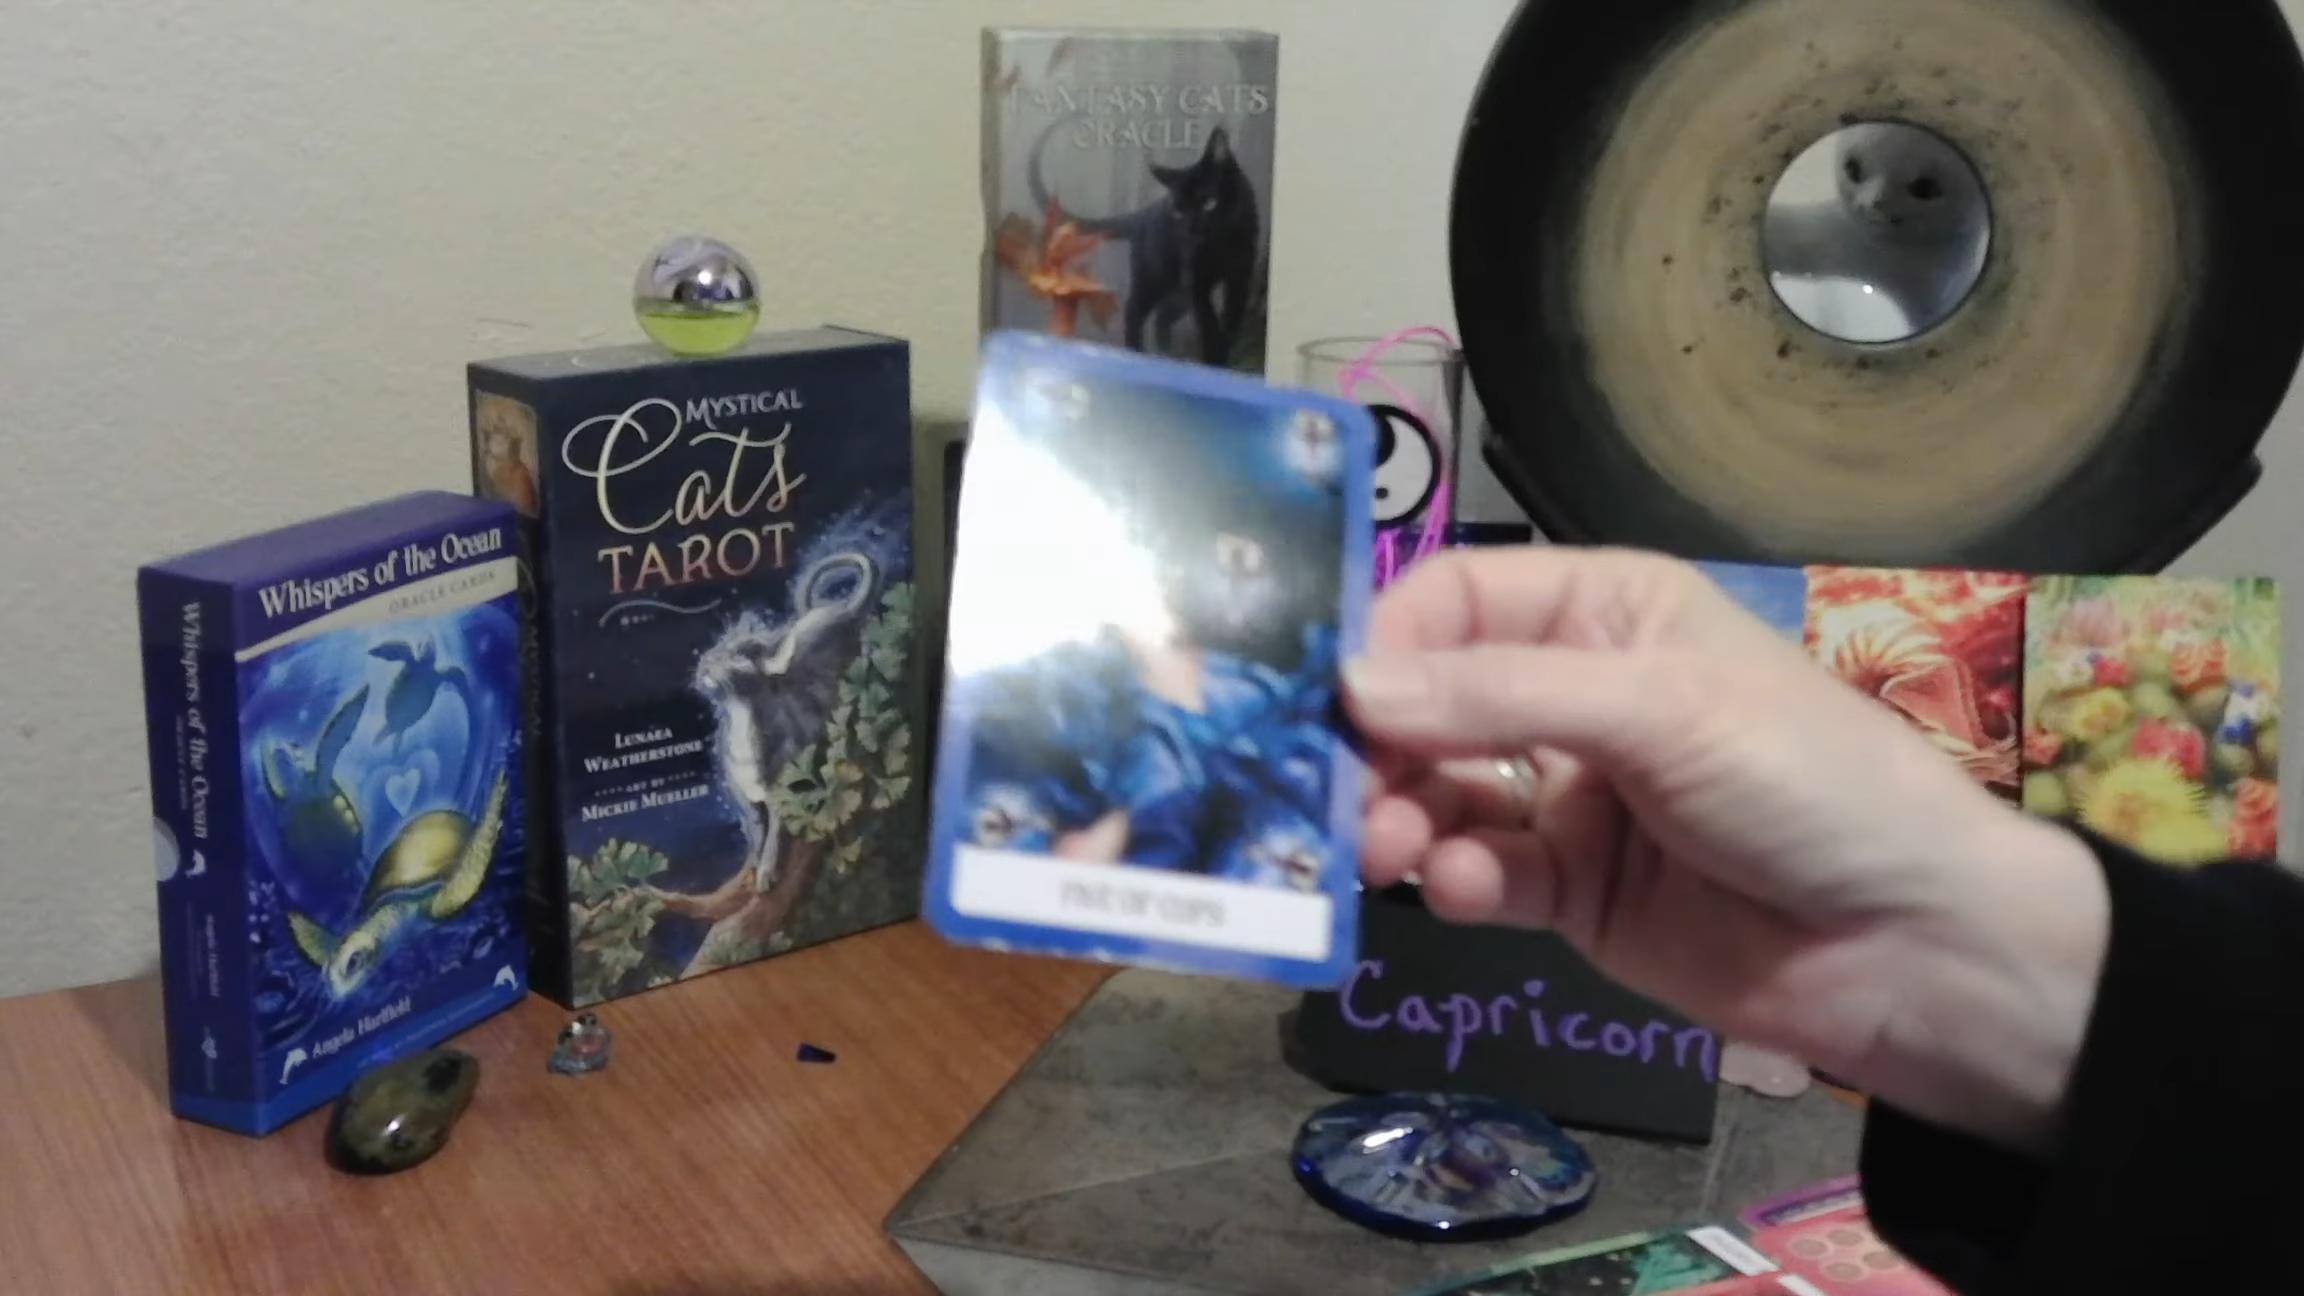 FANTASY CATS
ORACLE
MYSTICAL
Cats
TAROT
LUNAEA
WEATHERSTONE
ART BY
MICKIE MUELLER
Whispers of the Ocean
ORACLE CARDS
Angela Hartfield
Whispers of the Ocean
FIVE OF CUPS
Capricorn